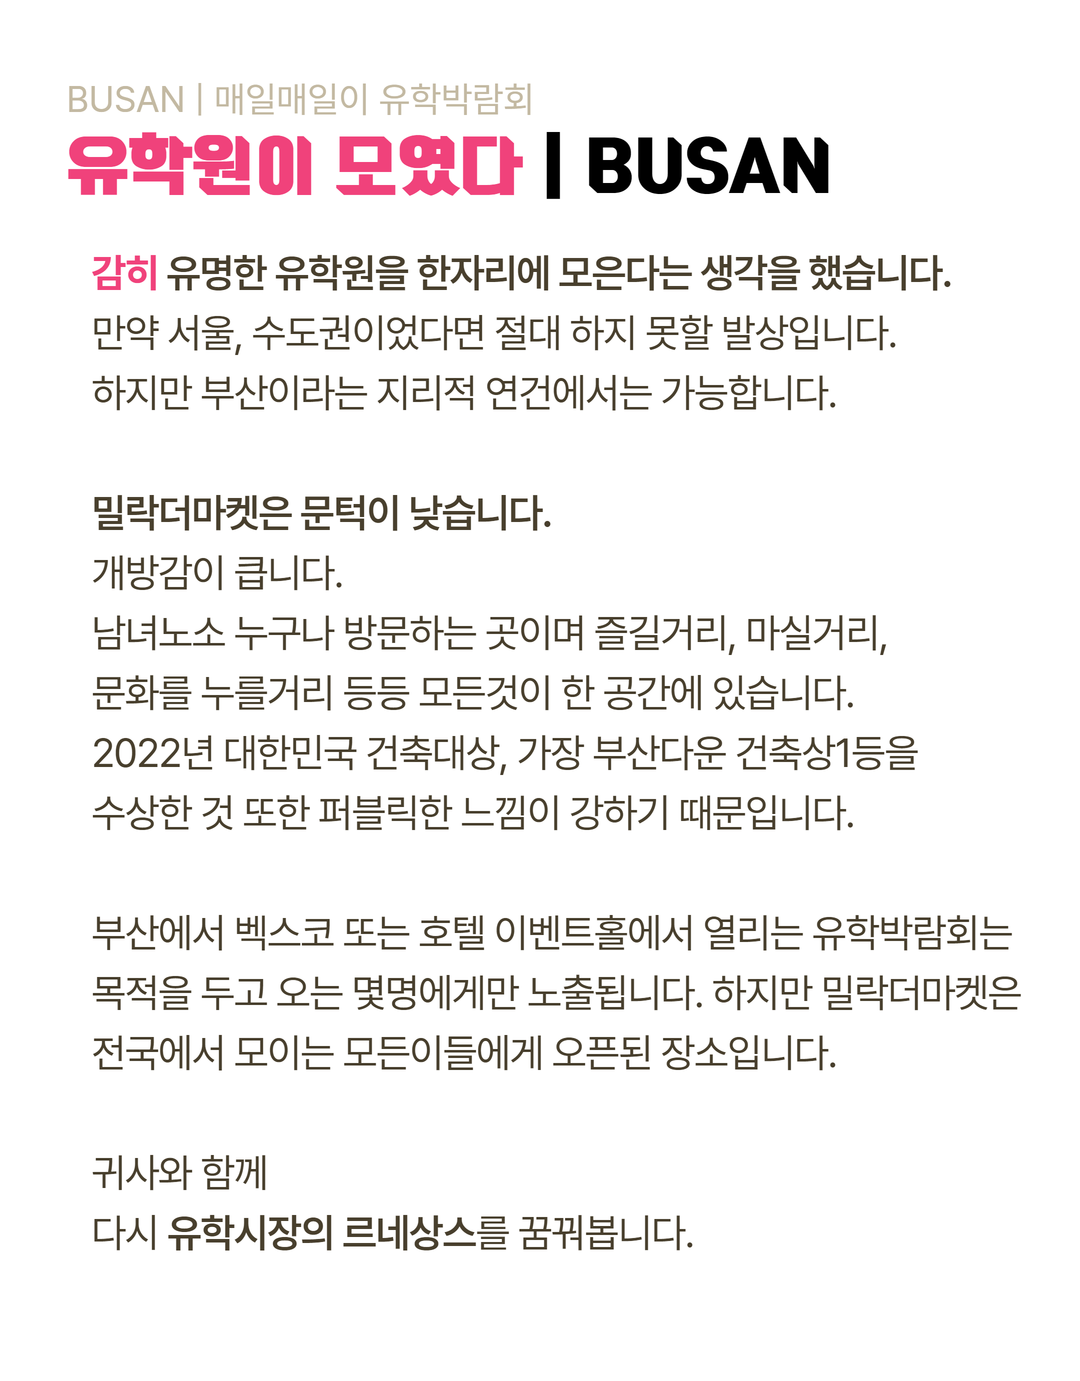 BUSAN | 매일매일이 유학박람회
유학원이 모였다 | BUSAN
감히 유명한 유학원을 한자리에 모은다는 생각을 했습니다.
만약 서울, 수도권이었다면 절대 하지 못할 발상입니다.
하지만 부산이라는 지리적 연건에서는 가능합니다.
밀락더마켓은 문턱이 낮습니다.
개방감이 큽니다.
남녀노소 누구나 방문하는 곳이며 즐길거리, 마실거리,
문화를 누를거리 등등 모든것이 한 공간에 있습니다.
2022년 대한민국 건축대상, 가장 부산다운 건축상1등을
수상한 것 또한 퍼블릭한 느낌이 강하기 때문입니다.
부산에서 벡스코 또는 호텔 이벤트홀에서 열리는 유학박람회는
목적을 두고 오는 몇명에게만 노출됩니다. 하지만 밀락더마켓은
전국에서 모이는 모든이들에게 오픈된 장소입니다.
귀사와 함께
다시 유학시장의 르네상스를 꿈꿔봅니다.